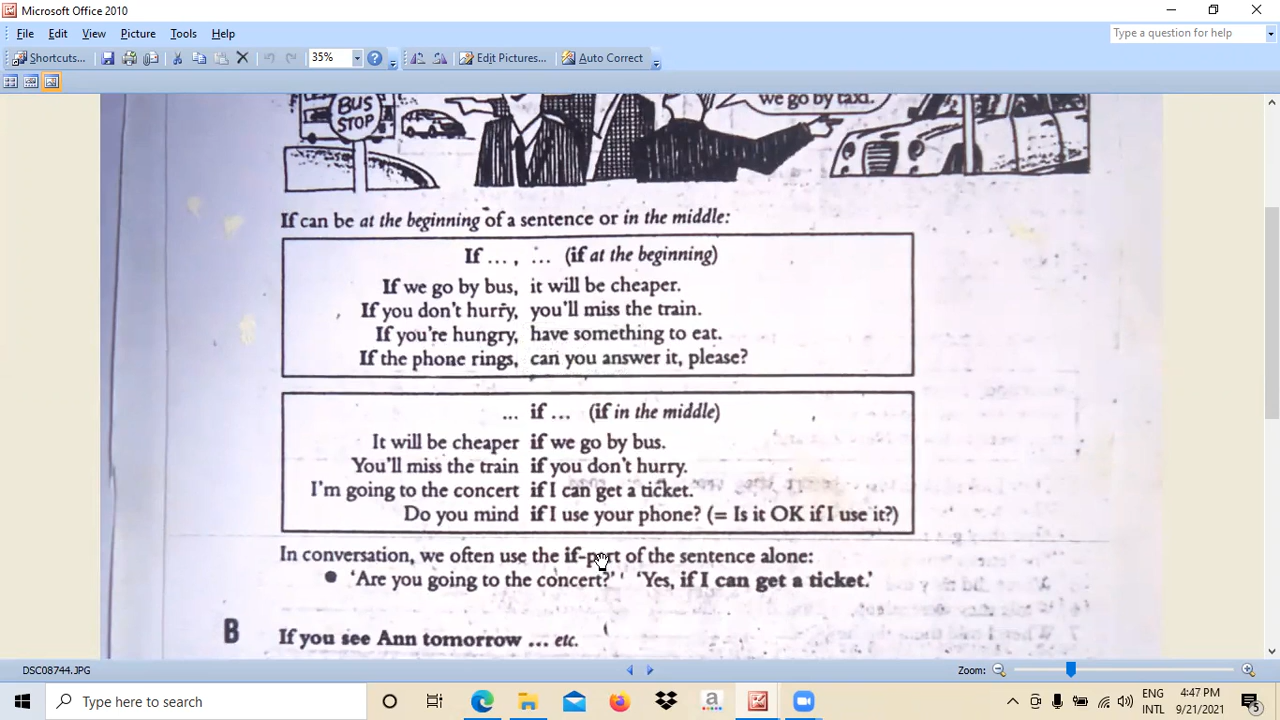 Microsoft Office 2010
File Edit View Picture Tools Help
Type a question for help
Shortcuts... 35% Edit Pictures... Auto Correct
BUS
STOP
we go by taxi.
If can be at the beginning of a sentence or in the middle:
If ... , ... (if at the beginning)
If we go by bus, it will be cheaper.
If you don't hurry, you'll miss the train.
If you're hungry, have something to eat.
If the phone rings, can you answer it, please?
... if ... (if in the middle)
It will be cheaper if we go by bus.
You'll miss the train if you don't hurry.
I'm going to the concert if I can get a ticket.
Do you mind if I use your phone? (= Is it OK if I use it?)
In conversation, we often use the if-part of the sentence alone:
● 'Are you going to the concert?' 'Yes, if I can get a ticket.'
B If you see Ann tomorrow ... etc.
DSC08744.JPG Zoom:
Type here to search
a
ENG
INTL
4:47 PM
9/21/2021
5